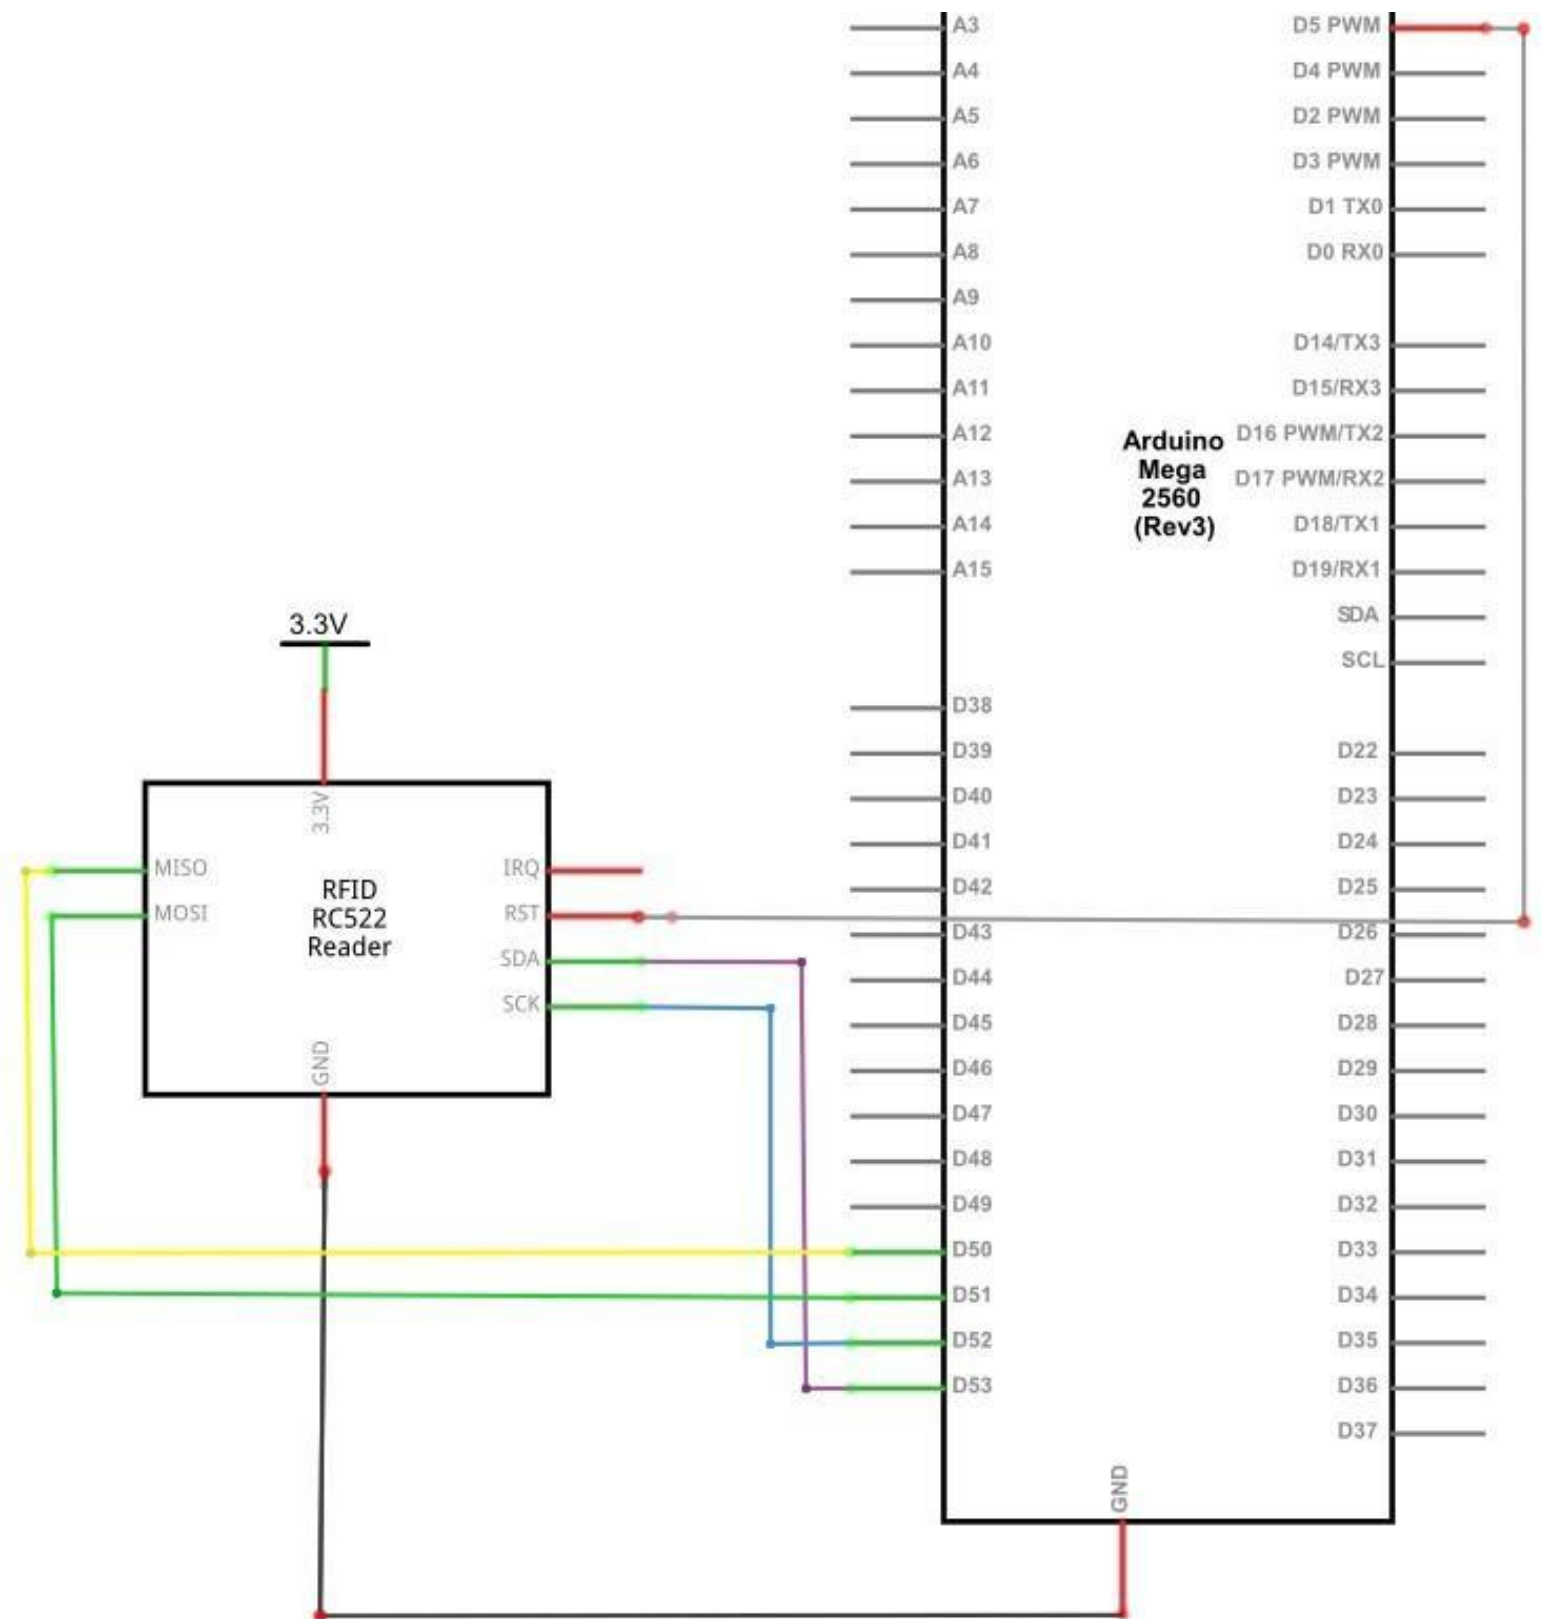 A3
A4
A5
A6
A7
A8
A9
A10
A11
A12
A13
A14
A15
D38
D39
D40
D41
D42
D43
D44
D45
D46
D47
D48
D49
D50
D51
D52
D53
D5 PWM
D4 PWM
D2 PWM
D3 PWM
D1 TX0
D0 RX0
D14/TX3
D15/RX3
D16 PWM/TX2
D17 PWM/RX2
D18/TX1
D19/RX1
SDA
SCL
D22
D23
D24
D25
D26
D27
D28
D29
D30
D31
D32
D33
D34
D35
D36
D37
Arduino
Mega
2560
(Rev3)
GND
3.3V
3.3V
MISO
MOSI
RFID
RC522
Reader
IRQ
RST
SDA
SCK
GND